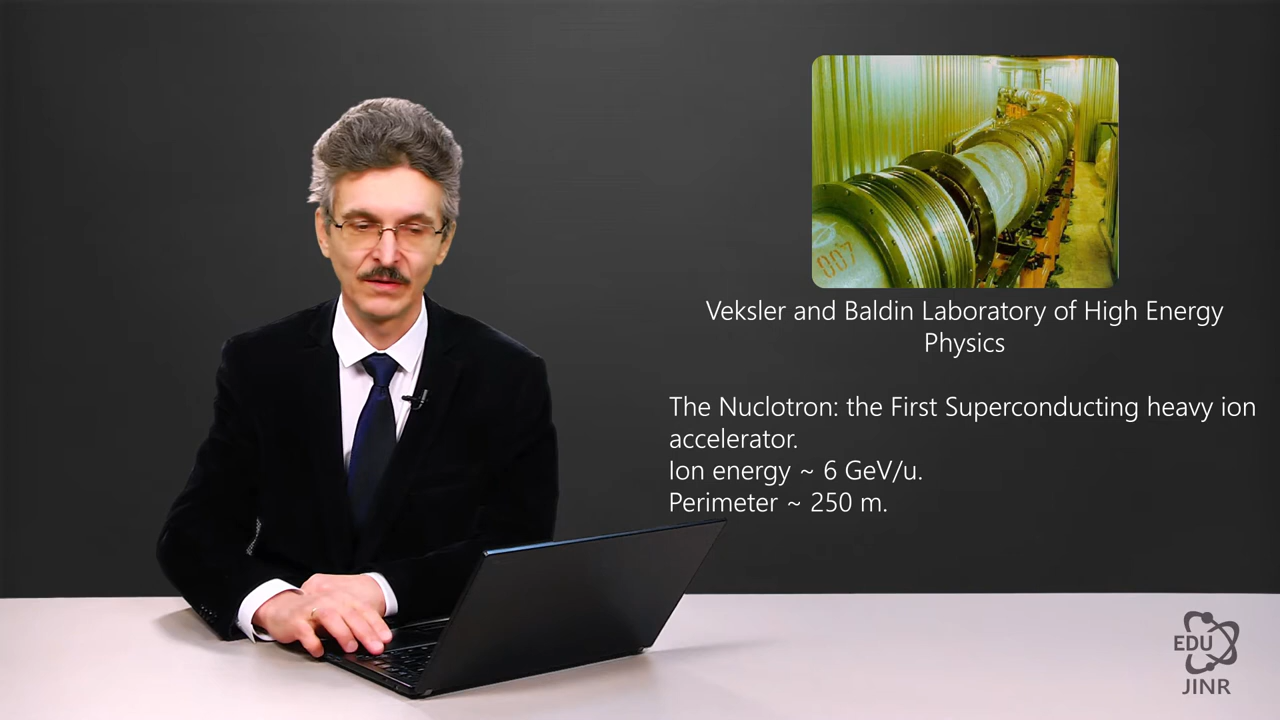 007
Veksler and Baldin Laboratory of High Energy
Physics
The Nuclotron: the First Superconducting heavy ion
accelerator.
Ion energy ~ 6 GeV/u.
Perimeter ~ 250 m.
EDU
JINR